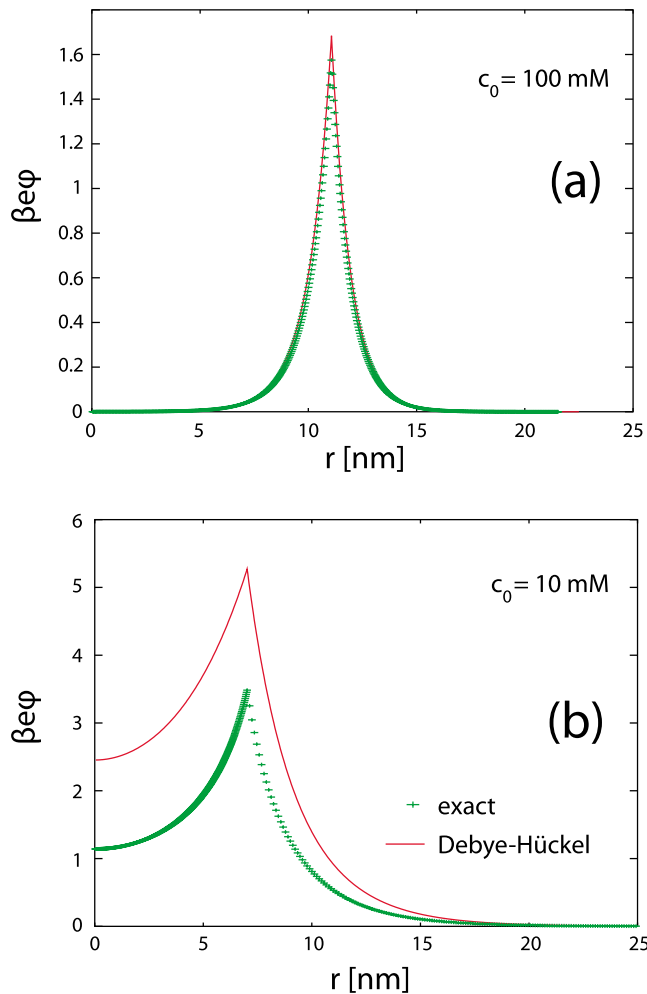 1.6
1.4
1.2
1
0.8
0.6
0.4
0.2
0
βeφ
c₀= 100 mM
(a)
0 5 10 15 20 25
r [nm]
6
5
4
3
2
1
0
βeφ
c₀= 10 mM
(b)
exact
Debye-Hückel
0 5 10 15 20 25
r [nm]